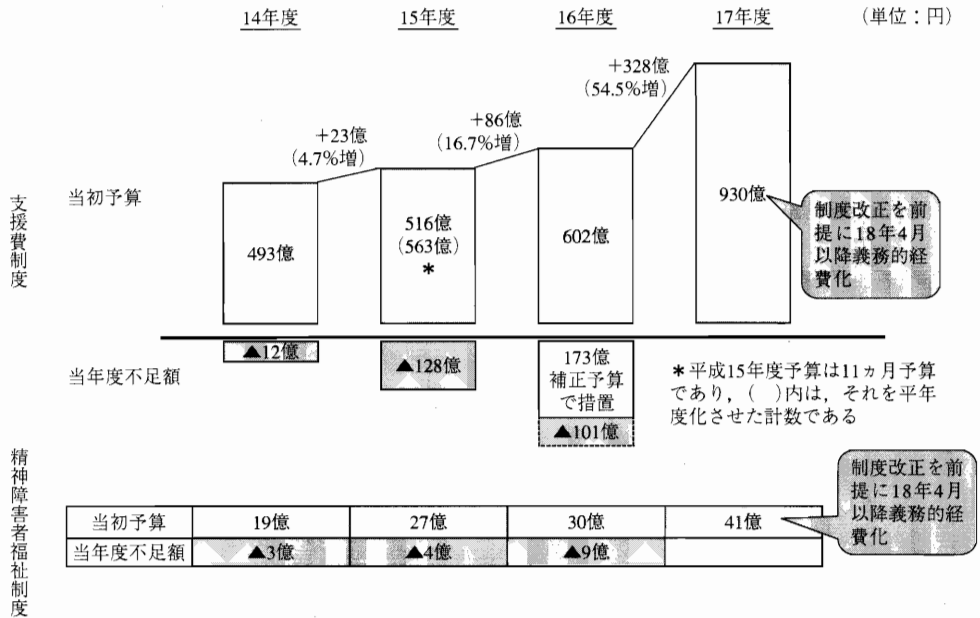 14年度
15年度
16年度
17年度
(単位：円)
+23億
(4.7%増)
+86億
(16.7%増)
+328億
(54.5%増)
支援費制度
当初予算
493億
516億
(563億)
*
602億
930億
制度改正を前
提に18年4月
以降義務的経
費化
当年度不足額
▲12億
▲128億
173億
補正予算
で措置
▲101億
*平成15年度予算は11ヵ月予算
であり，（　）内は，それを平年
度化させた計数である
精神障害者福祉制度
当初予算
19億
27億
30億
41億
制度改正を前
提に18年4月
以降義務的経
費化
当年度不足額
▲3億
▲4億
▲9億